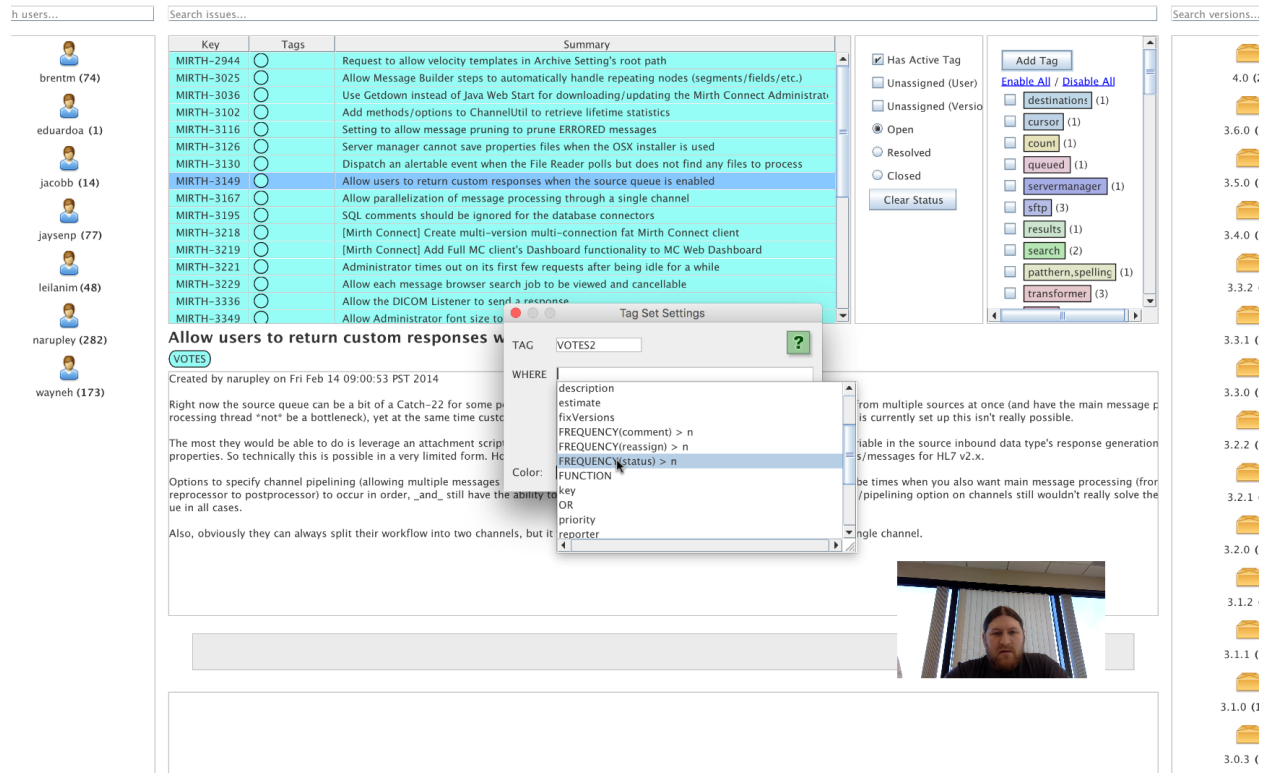 h users...
Search issues...
Search versions...
brentm (74)
eduardoa (1)
jacobb (14)
jaysenp (77)
leilanim (48)
narupley (282)
wayneh (173)
Key Tags Summary
MIRTH-2944 Request to allow velocity templates in Archive Setting's root path
MIRTH-3025 Allow Message Builder steps to automatically handle repeating nodes (segments/fields/etc.)
MIRTH-3036 Use Getdown instead of Java Web Start for downloading/updating the Mirth Connect Administrat
MIRTH-3102 Add methods/options to ChannelUtil to retrieve lifetime statistics
MIRTH-3116 Setting to allow message pruning to prune ERRORED messages
MIRTH-3126 Server manager cannot save properties files when the OSX installer is used
MIRTH-3130 Dispatch an alertable event when the File Reader polls but does not find any files to process
MIRTH-3149 Allow users to return custom responses when the source queue is enabled
MIRTH-3167 Allow parallelization of message processing through a single channel
MIRTH-3195 SQL comments should be ignored for the database connectors
MIRTH-3218 [Mirth Connect] Create multi-version multi-connection fat Mirth Connect client
MIRTH-3219 [Mirth Connect] Add Full MC client's Dashboard functionality to MC Web Dashboard
MIRTH-3221 Administrator times out on its first few requests after being idle for a while
MIRTH-3229 Allow each message browser search job to be viewed and cancellable
MIRTH-3336 Allow the DICOM Listener to send a response
MIRTH-3349 Allow Administrator font size to
Has Active Tag
Unassigned (User)
Unassigned (Versio
Open
Resolved
Closed
Clear Status
Add Tag
Enable All / Disable All
destinations (1)
cursor (1)
count (1)
queued (1)
servermanager (1)
sftp (3)
results (1)
search (2)
patthern,spelling (1)
transformer (3)
Allow users to return custom responses w
VOTES
Created by narupley on Fri Feb 14 09:00:53 PST 2014
Right now the source queue can be a bit of a Catch-22 for some p from multiple sources at once (and have the main message p
rocessing thread *not* be a bottleneck), yet at the same time custo is currently set up this isn't really possible.
The most they would be able to do is leverage an attachment script iable in the source inbound data type's response generation
properties. So technically this is possible in a very limited form. Ho s/messages for HL7 v2.x.
Options to specify channel pipelining (allowing multiple messages be times when you also want main message processing (fror
reprocessor to postprocessor) to occur in order, _and_ still have the ability to /pipelining option on channels still wouldn't really solve the
ue in all cases.
Also, obviously they can always split their workflow into two channels, but it ngle channel.
Tag Set Settings
TAG VOTES2
?
WHERE
description
estimate
fixVersions
FREQUENCY(comment) > n
FREQUENCY(reassign) > n
FREQUENCY(status) > n
FUNCTION
key
OR
priority
reporter
Color:
4.0 (2
3.6.0 (
3.5.0 (
3.4.0 (
3.3.2 (
3.3.1 (
3.3.0 (
3.2.2 (
3.2.1 (
3.2.0 (
3.1.2 (
3.1.1 (
3.1.0 (1
3.0.3 (